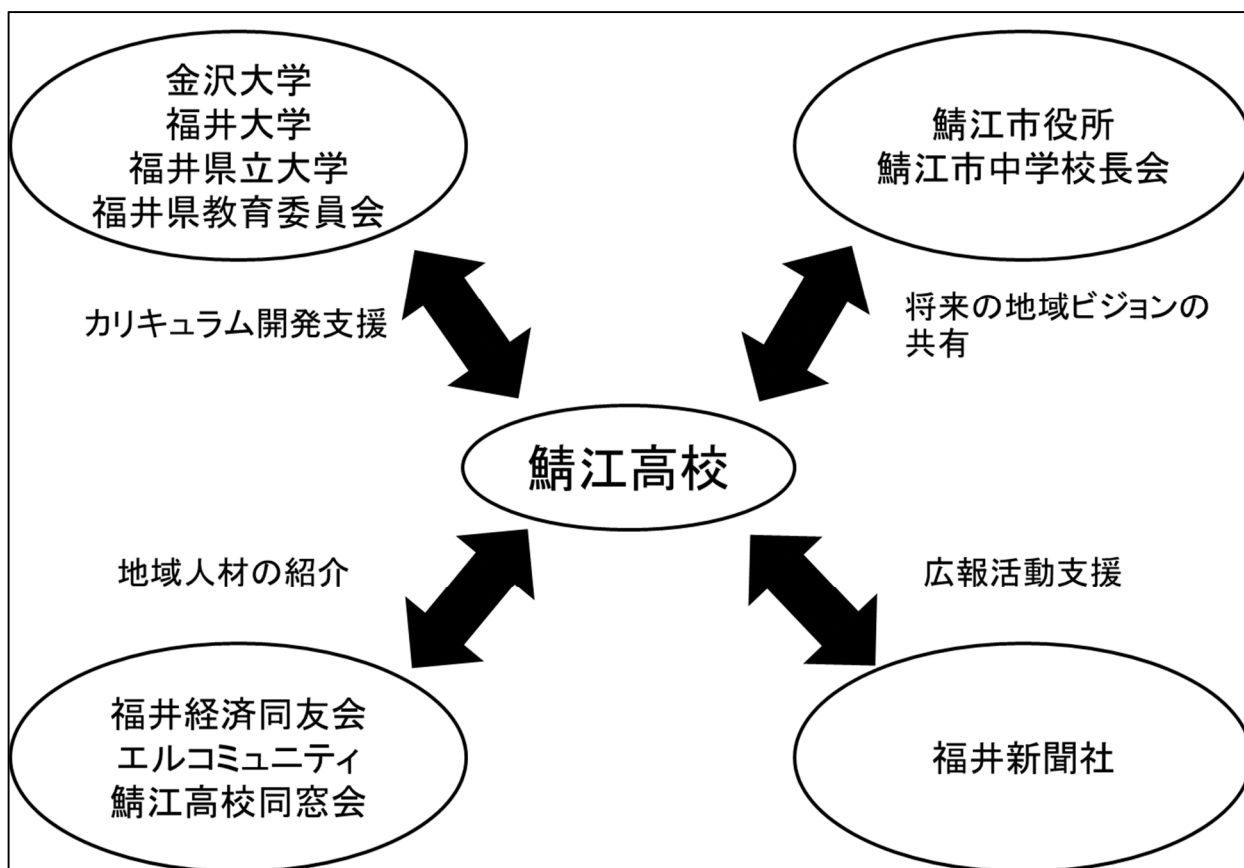 金沢大学
福井大学
福井県立大学
福井県教育委員会
鯖江市役所
鯖江市中学校長会
カリキュラム開発支援
将来の地域ビジョンの
共有
鯖江高校
地域人材の紹介
広報活動支援
福井経済同友会
エルコミュニティ
鯖江高校同窓会
福井新聞社